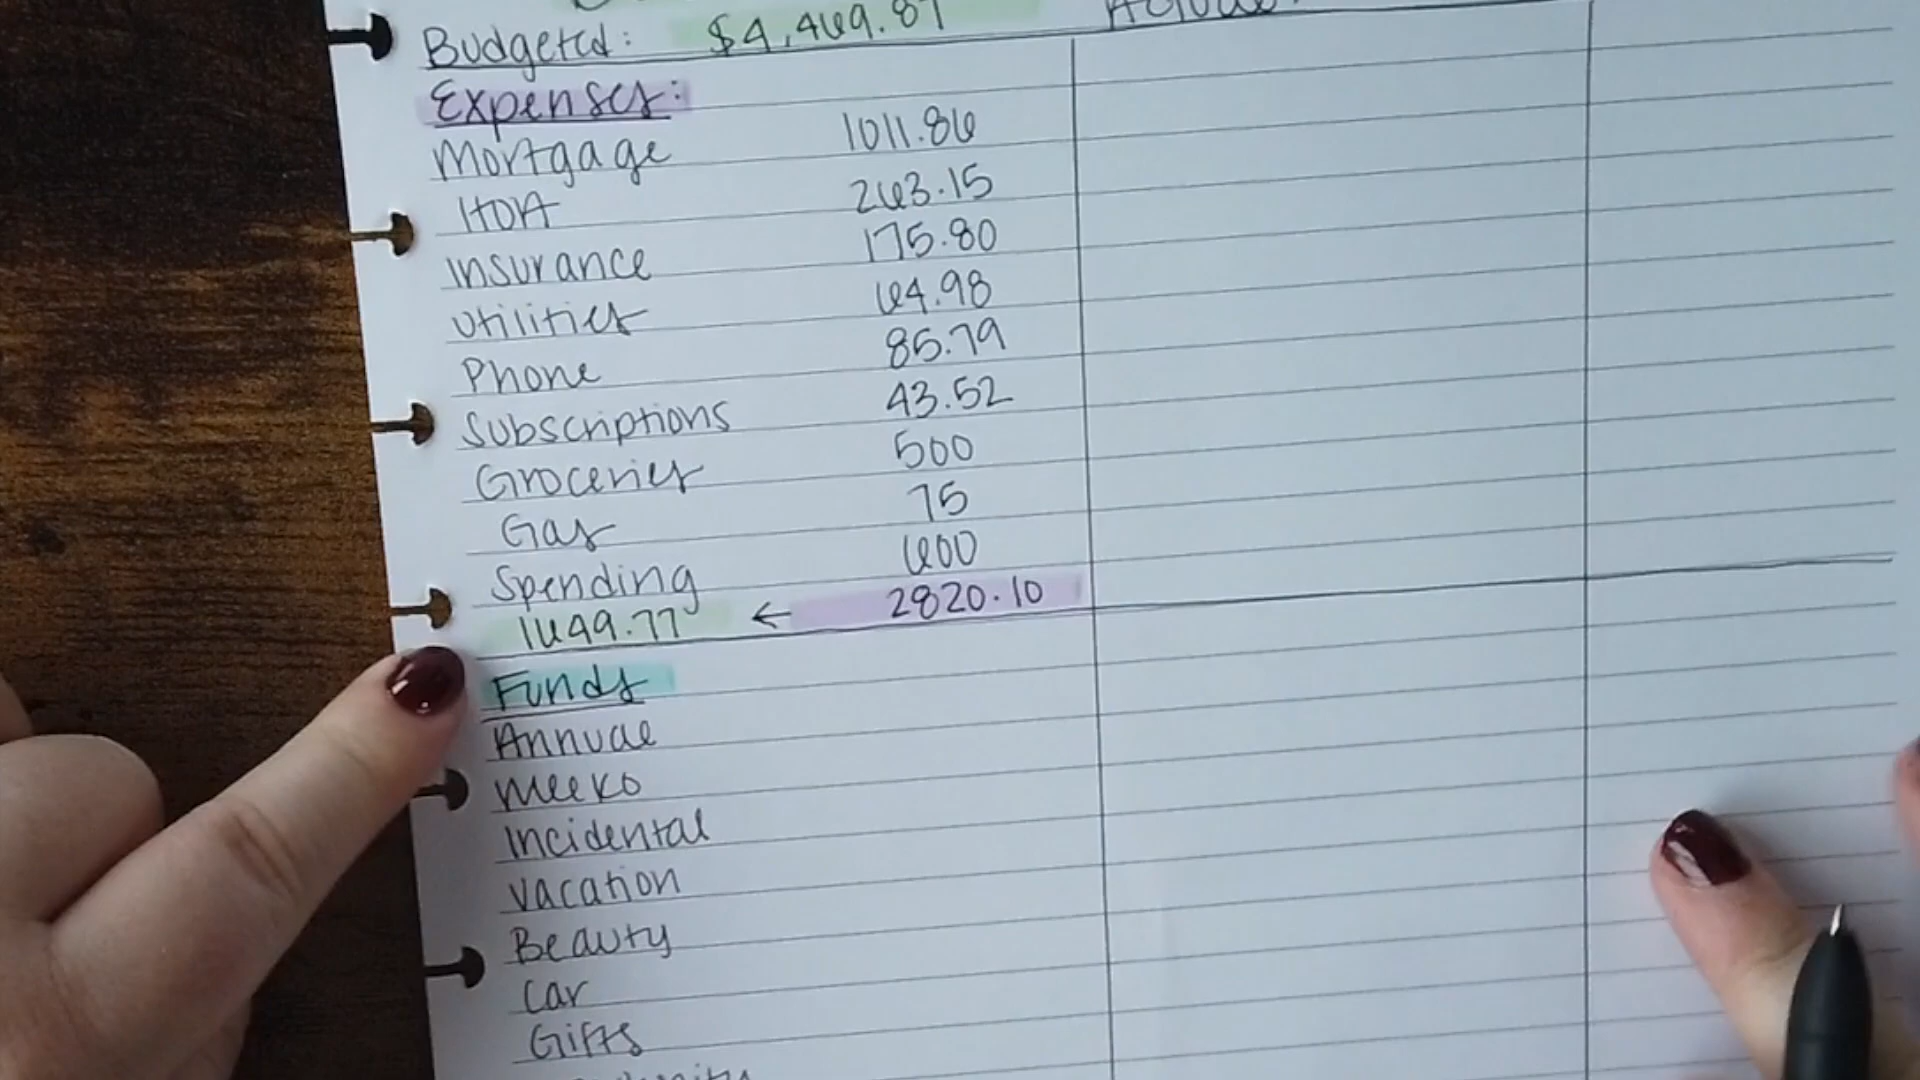 Budgeted: $4,469.87 Actual:
Expenses:
Mortgage 1011.86
HOA 263.15
Insurance 175.80
Utilities 64.98
Phone 85.79
Subscriptions 43.52
Groceries 500
Gas 75
Spending 600
1649.77 ← 2820.10
Funds
Annual
Meeko
Incidental
Vacation
Beauty
Car
Gifts